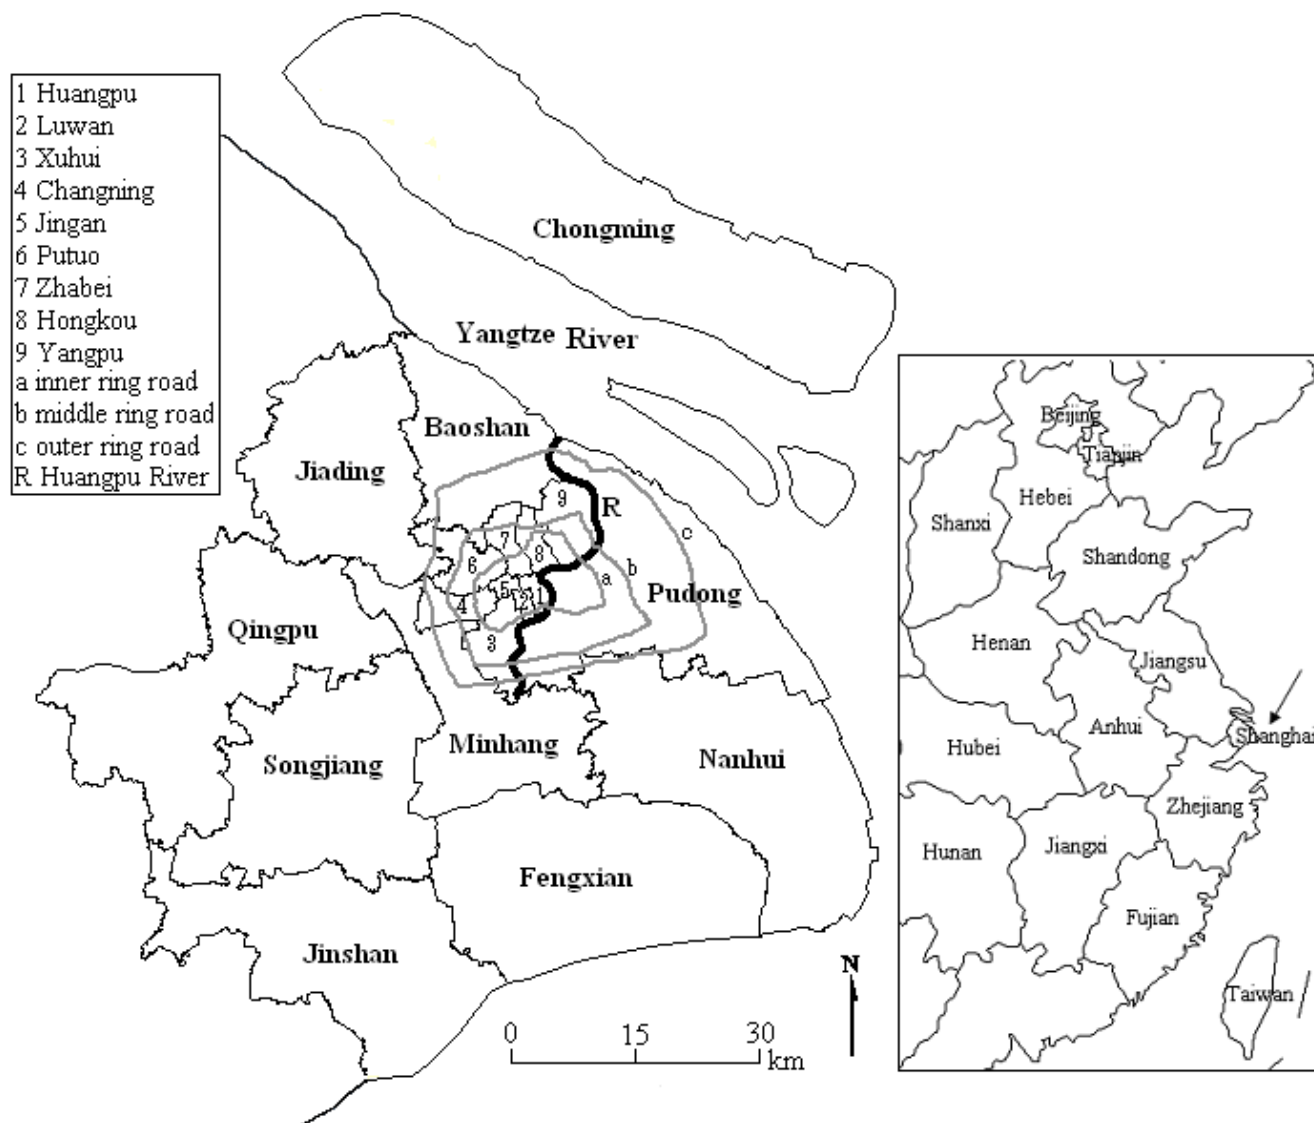 1 Huangpu
2 Luwan
3 Xuhui
4 Changning
5 Jingan
6 Putuo
7 Zhabei
8 Hongkou
9 Yangpu
a inner ring road
b middle ring road
c outer ring road
R Huangpu River
Chongming
Yangtze River
Baoshan
Jiading
9
R
c
7
8
6
b
a
5
Pudong
4
2
1
Qingpu
3
Minhang
Songjiang
Nanhui
Fengxian
Jinshan
N
0 15 30
km
Beijing
Tianjin
Hebei
Shanxi
Shandong
Henan
Jiangsu
Anhui
Shanghai
Hubei
Zhejiang
Hunan
Jiangxi
Fujian
Taiwan